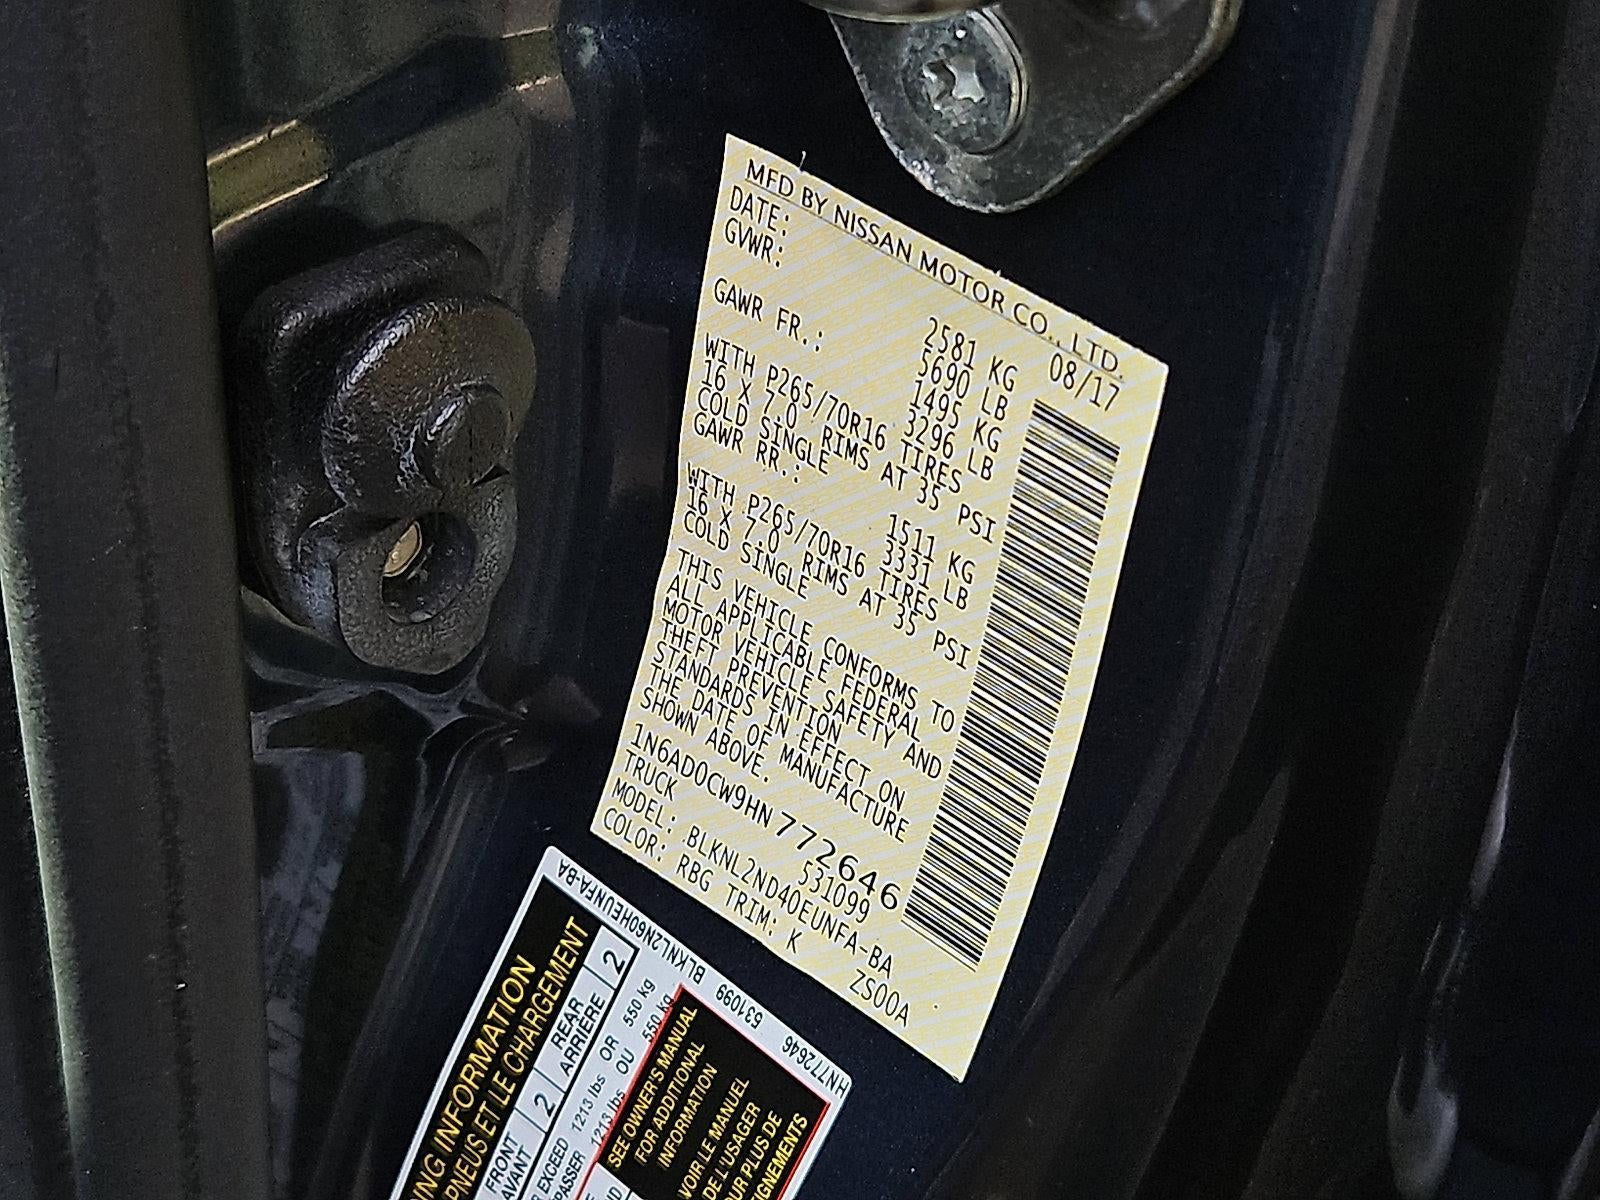 MFD BY NISSAN MOTOR CO., LTD.
DATE: 08/17
GVWR: 2581 KG
5690 LB
GAWR FR.: 1495 KG
3296 LB
WITH P265/70R16 TIRES
16 X 7.0 RIMS AT 35 PSI
COLD SINGLE
GAWR RR.: 1511 KG
3331 LB
WITH P265/70R16 TIRES
16 X 7.0 RIMS AT 35 PSI
COLD SINGLE
THIS VEHICLE CONFORMS TO
ALL APPLICABLE FEDERAL
MOTOR VEHICLE SAFETY AND
THEFT PREVENTION
STANDARDS IN EFFECT ON
THE DATE OF MANUFACTURE
SHOWN ABOVE.
1N6AD0CW9HN772646
TRUCK 531099
MODEL: BLKNL2ND40EUNFA-BA
COLOR: RBG TRIM: K ZS00A
BLKNL2N60HEUNFA-BA
531099
HN772646
INFORMATION
PNEUS ET LE CHARGEMENT
FRONT
AVANT 2
REAR
ARRIÈRE 2
EXCEED 1213 lbs OR 550 kg
1213 lbs OU 550 kg
SEE OWNER'S MANUAL
FOR ADDITIONAL
INFORMATION
VOIR LE MANUEL
DE L'USAGER
PLUS DE